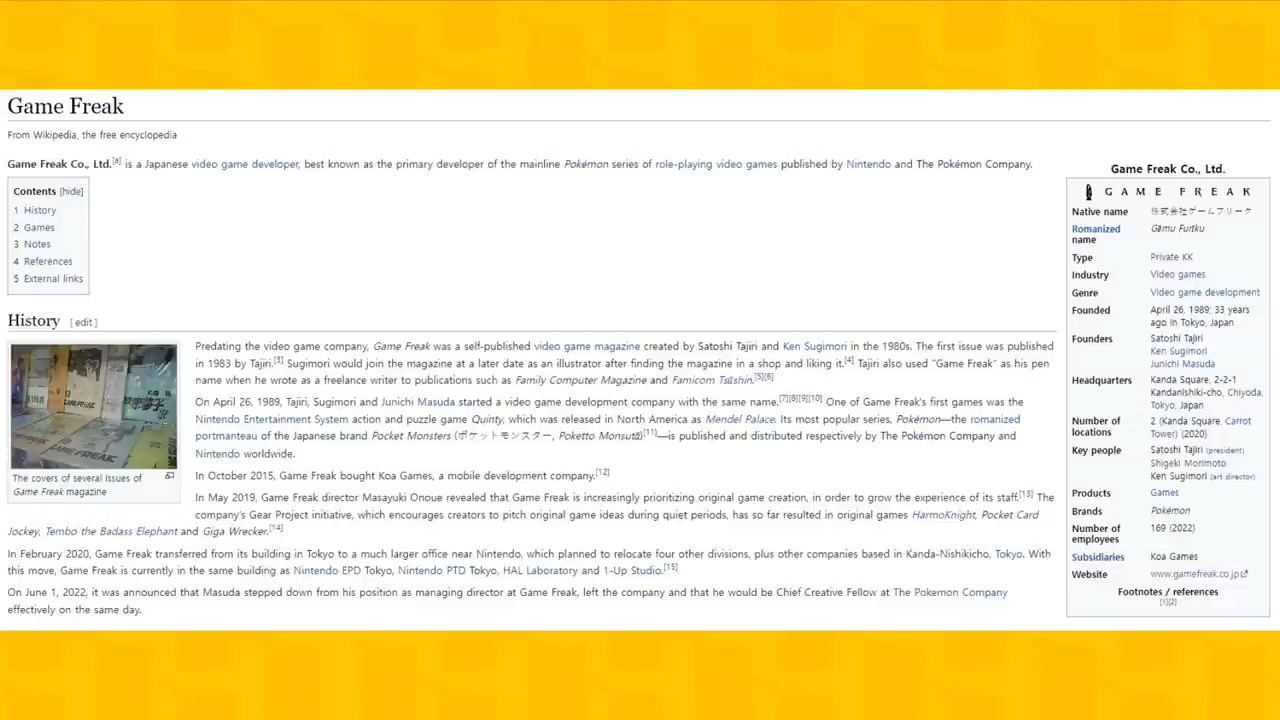 Game Freak
From Wikipedia, the free encyclopedia
Game Freak Co., Ltd.[a] is a Japanese video game developer, best known as the primary developer of the mainline Pokémon series of role-playing video games published by Nintendo and The Pokémon Company.
Contents [hide]
1 History
2 Games
3 Notes
4 References
5 External links
History [ edit ]
GAME FREAK
The covers of several issues of
Game Freak magazine
Predating the video game company, Game Freak was a self-published video game magazine created by Satoshi Tajiri and Ken Sugimori in the 1980s. The first issue was published
in 1983 by Tajiri.[3] Sugimori would join the magazine at a later date as an illustrator after finding the magazine in a shop and liking it.[4] Tajiri also used "Game Freak" as his pen
name when he wrote as a freelance writer to publications such as Family Computer Magazine and Famicom Tsūshin.[5][6]
On April 26, 1989, Tajiri, Sugimori and Junichi Masuda started a video game development company with the same name.[7][8][9][10] One of Game Freak's first games was the
Nintendo Entertainment System action and puzzle game Quinty, which was released in North America as Mendel Palace. Its most popular series, Pokémon—the romanized
portmanteau of the Japanese brand Pocket Monsters (ポケットモンスター, Poketto Monsutā)[11]—is published and distributed respectively by The Pokémon Company and
Nintendo worldwide.
In October 2015, Game Freak bought Koa Games, a mobile development company.[12]
In May 2019, Game Freak director Masayuki Onoue revealed that Game Freak is increasingly prioritizing original game creation, in order to grow the experience of its staff.[13] The
company's Gear Project initiative, which encourages creators to pitch original game ideas during quiet periods, has so far resulted in original games HarmoKnight, Pocket Card
Jockey, Tembo the Badass Elephant and Giga Wrecker.[14]
In February 2020, Game Freak transferred from its building in Tokyo to a much larger office near Nintendo, which planned to relocate four other divisions, plus other companies based in Kanda-Nishikicho, Tokyo. With
this move, Game Freak is currently in the same building as Nintendo EPD Tokyo, Nintendo PTD Tokyo, HAL Laboratory and 1-Up Studio.[15]
On June 1, 2022, it was announced that Masuda stepped down from his position as managing director at Game Freak, left the company and that he would be Chief Creative Fellow at The Pokemon Company
effectively on the same day.
Game Freak Co., Ltd.
GAME FREAK
Native name 株式会社ゲームフリーク
Romanized Gēmu Furīku
name
Type Private KK
Industry Video games
Genre Video game development
Founded April 26, 1989; 33 years
ago in Tokyo, Japan
Founders Satoshi Tajiri
Ken Sugimori
Junichi Masuda
Headquarters Kanda Square, 2-2-1
Kandanishiki-cho, Chiyoda,
Tokyo, Japan
Number of 2 (Kanda Square, Carrot
locations Tower) (2020)
Key people Satoshi Tajiri (president)
Shigeki Morimoto
Ken Sugimori (art director)
Products Games
Brands Pokémon
Number of 169 (2022)
employees
Subsidiaries Koa Games
Website www.gamefreak.co.jp
Footnotes / references
[1][2]